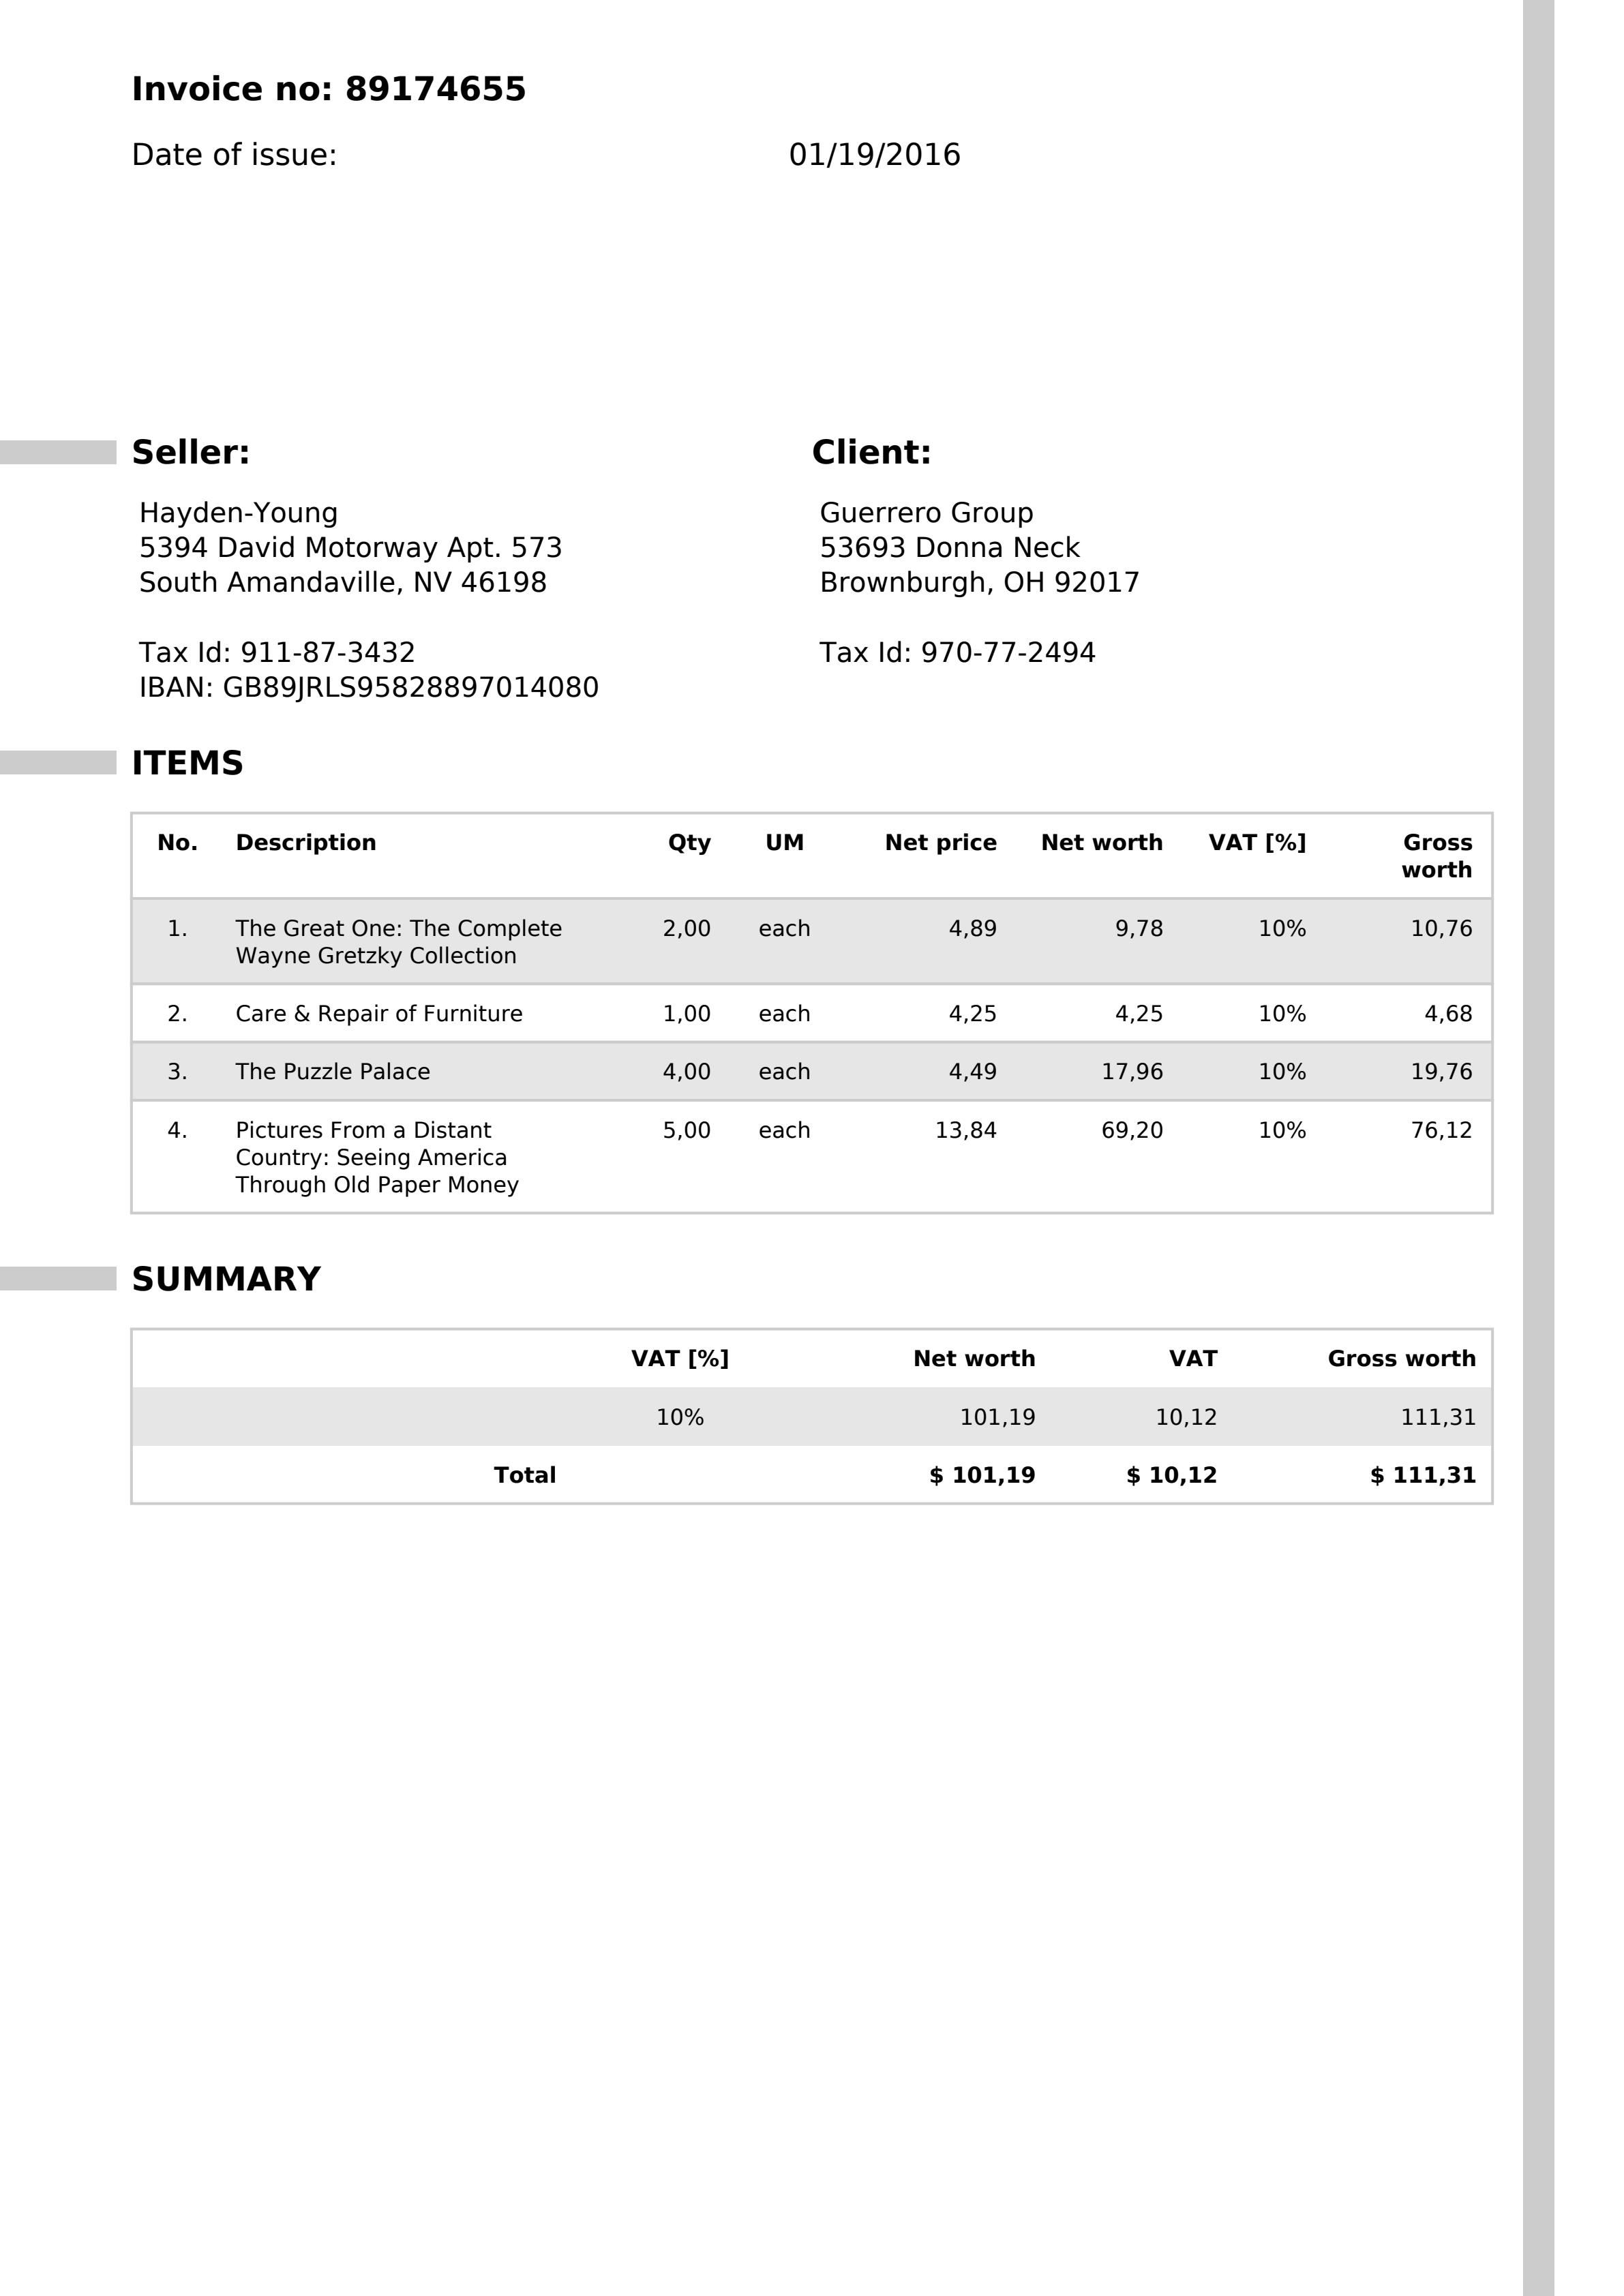 Invoice no: 89174655
Date of issue: 01/19/2016
Seller:
Hayden-Young
5394 David Motorway Apt. 573
South Amandaville, NV 46198
Tax Id: 911-87-3432
IBAN: GB89JRLS95828897014080
Client:
Guerrero Group
53693 Donna Neck
Brownburgh, OH 92017
Tax Id: 970-77-2494
ITEMS
No. Description Qty UM Net price Net worth VAT [%] Gross
worth
1. The Great One: The Complete 2,00 each 4,89 9,78 10% 10,76
Wayne Gretzky Collection
2. Care & Repair of Furniture 1,00 each 4,25 4,25 10% 4,68
3. The Puzzle Palace 4,00 each 4,49 17,96 10% 19,76
4. Pictures From a Distant 5,00 each 13,84 69,20 10% 76,12
Country: Seeing America
Through Old Paper Money
SUMMARY
VAT [%] Net worth VAT Gross worth
10% 101,19 10,12 111,31
Total $ 101,19 $ 10,12 $ 111,31